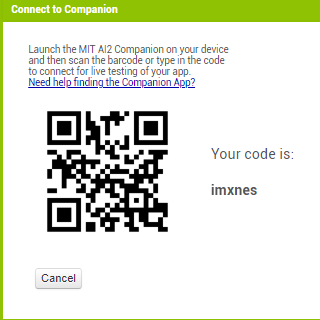 Connect to Companion
Launch the MIT AI2 Companion on your device
and then scan the barcode or type in the code
to connect for live testing of your app.
Need help finding the Companion App?
Your code is:
imxnes
Cancel